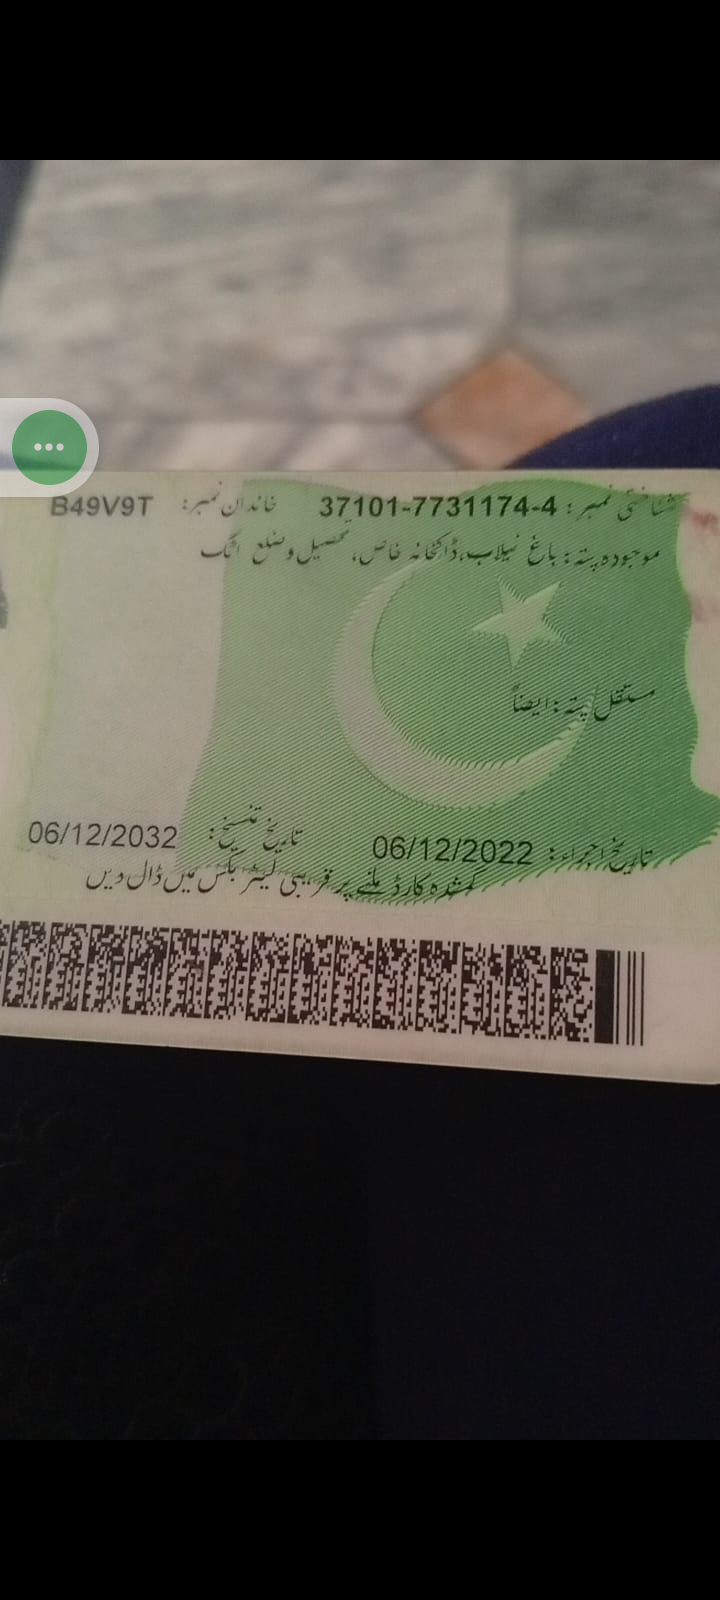 شناختی نمبر: 37101-7731174-4 خاندان نمبر: B49V9T
موجودہ پتہ: باغ نیلاب، ڈاکخانہ خاص، تحصیل و ضلع اٹک
مستقل پتہ: ایضاً
تاریخ اجراء: 06/12/2022 تاریخ تنسیخ: 06/12/2032
گمشدہ کارڈ ملنے پر قریبی لیٹر بکس میں ڈال دیں